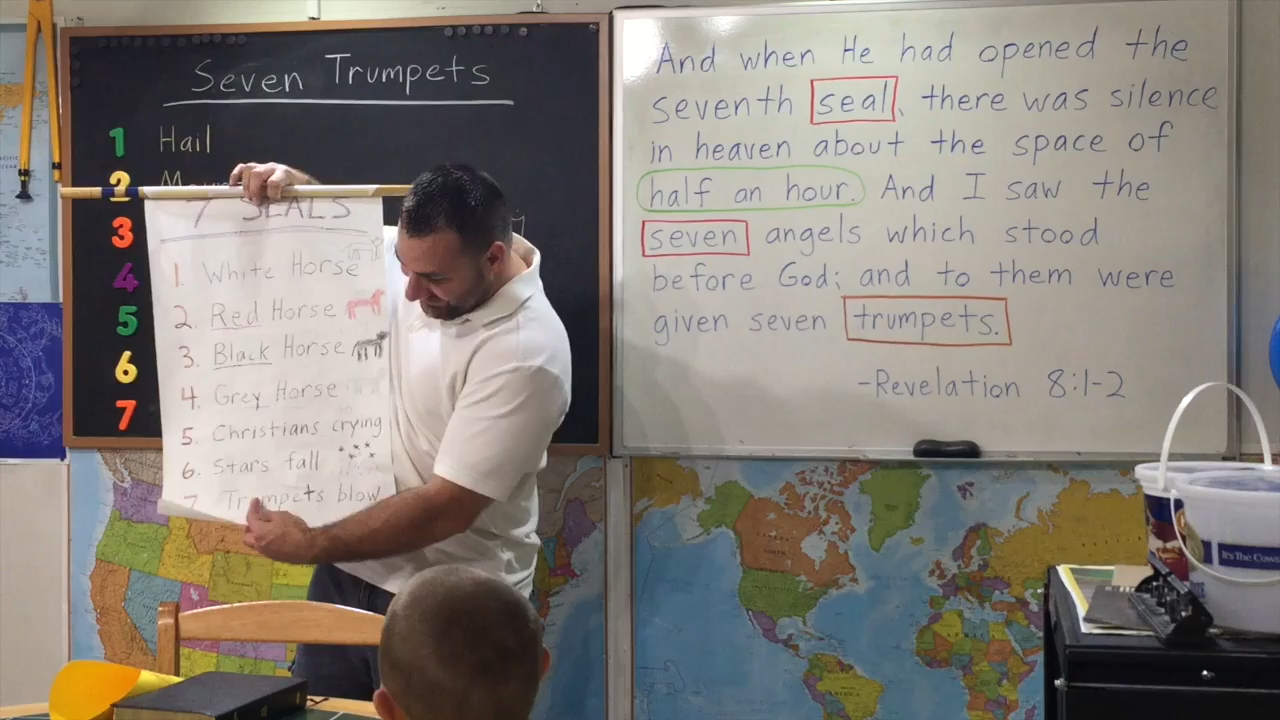 Seven Trumpets
1 Hail
2
3
4
5
6
7
7 SEALS
1. White Horse
2. Red Horse
3. Black Horse
4. Grey Horse
5. Christians crying
6. Stars fall
7 Trumpets blow
And when He had opened the
seventh seal, there was silence
in heaven about the space of
half an hour. And I saw the
seven angels which stood
before God; and to them were
given seven trumpets.
-Revelation 8:1-2
It's The Cows